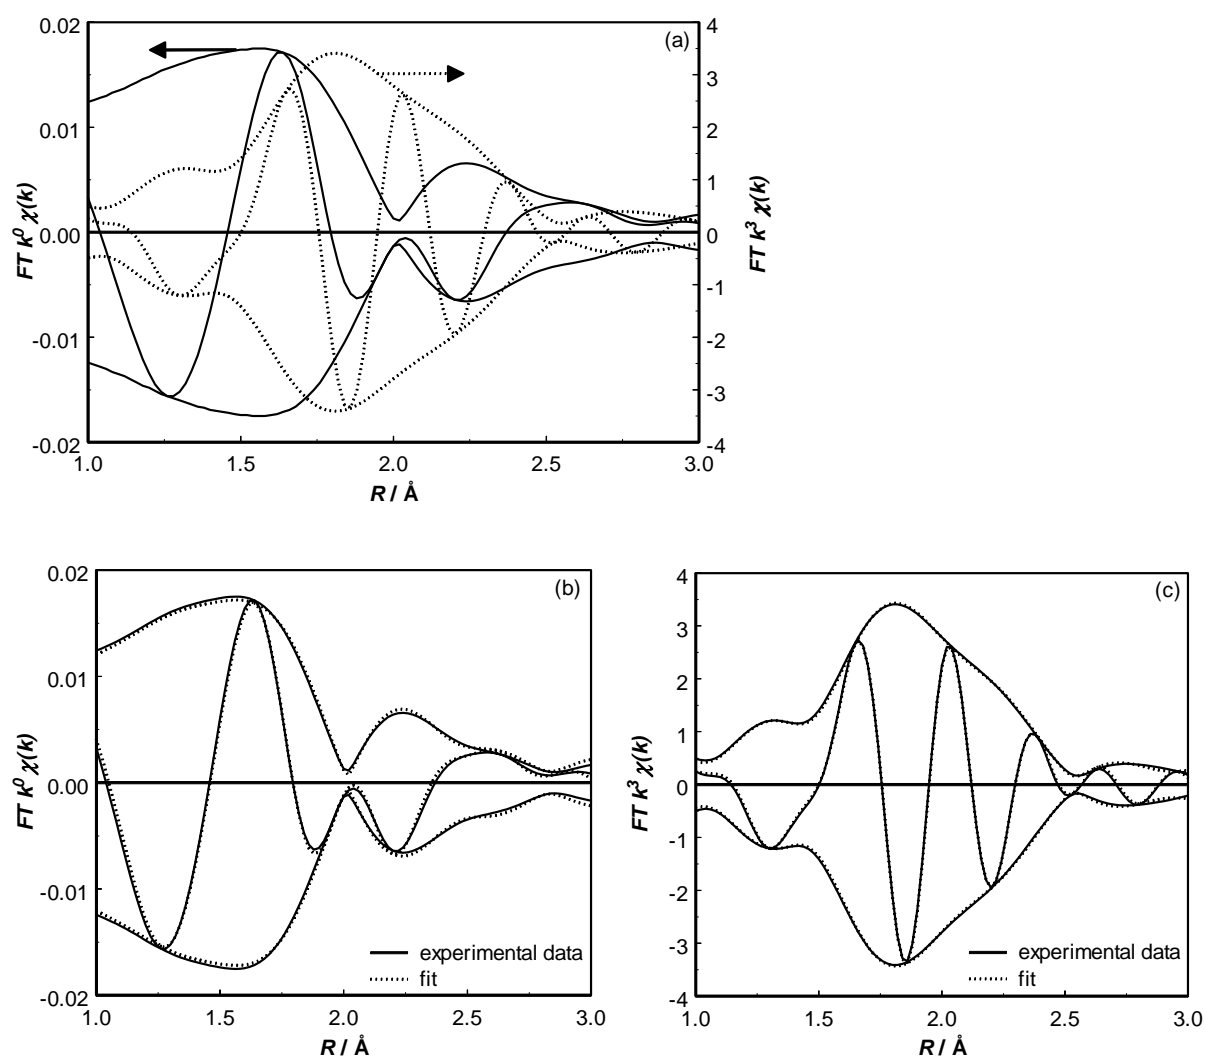 (a)
0.02
0.01
0.00
-0.01
-0.02
FT k⁰ χ(k)
4
3
2
1
0
-1
-2
-3
-4
FT k³ χ(k)
1.0 1.5 2.0 2.5 3.0
R / Å
(b)
0.02
0.01
0.00
-0.01
-0.02
FT k⁰ χ(k)
experimental data
fit
1.0 1.5 2.0 2.5 3.0
R / Å
(c)
4
3
2
1
0
-1
-2
-3
-4
FT k³ χ(k)
experimental data
fit
1.0 1.5 2.0 2.5 3.0
R / Å